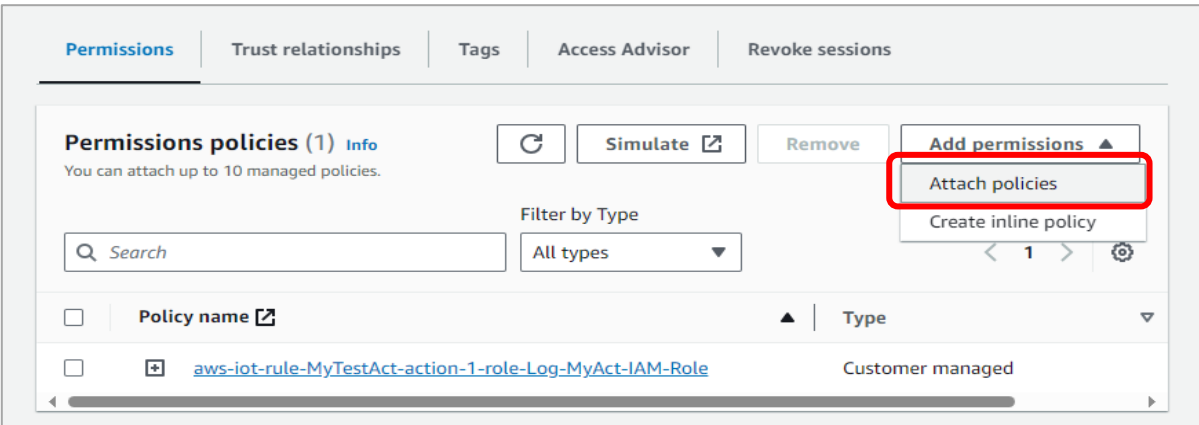 Permissions Trust relationships Tags Access Advisor Revoke sessions
Permissions policies (1) Info
Simulate Remove Add permissions
You can attach up to 10 managed policies.
Attach policies
Filter by Type
Create inline policy
Search All types 1
Policy name Type
aws-iot-rule-MyTestAct-action-1-role-Log-MyAct-IAM-Role Customer managed